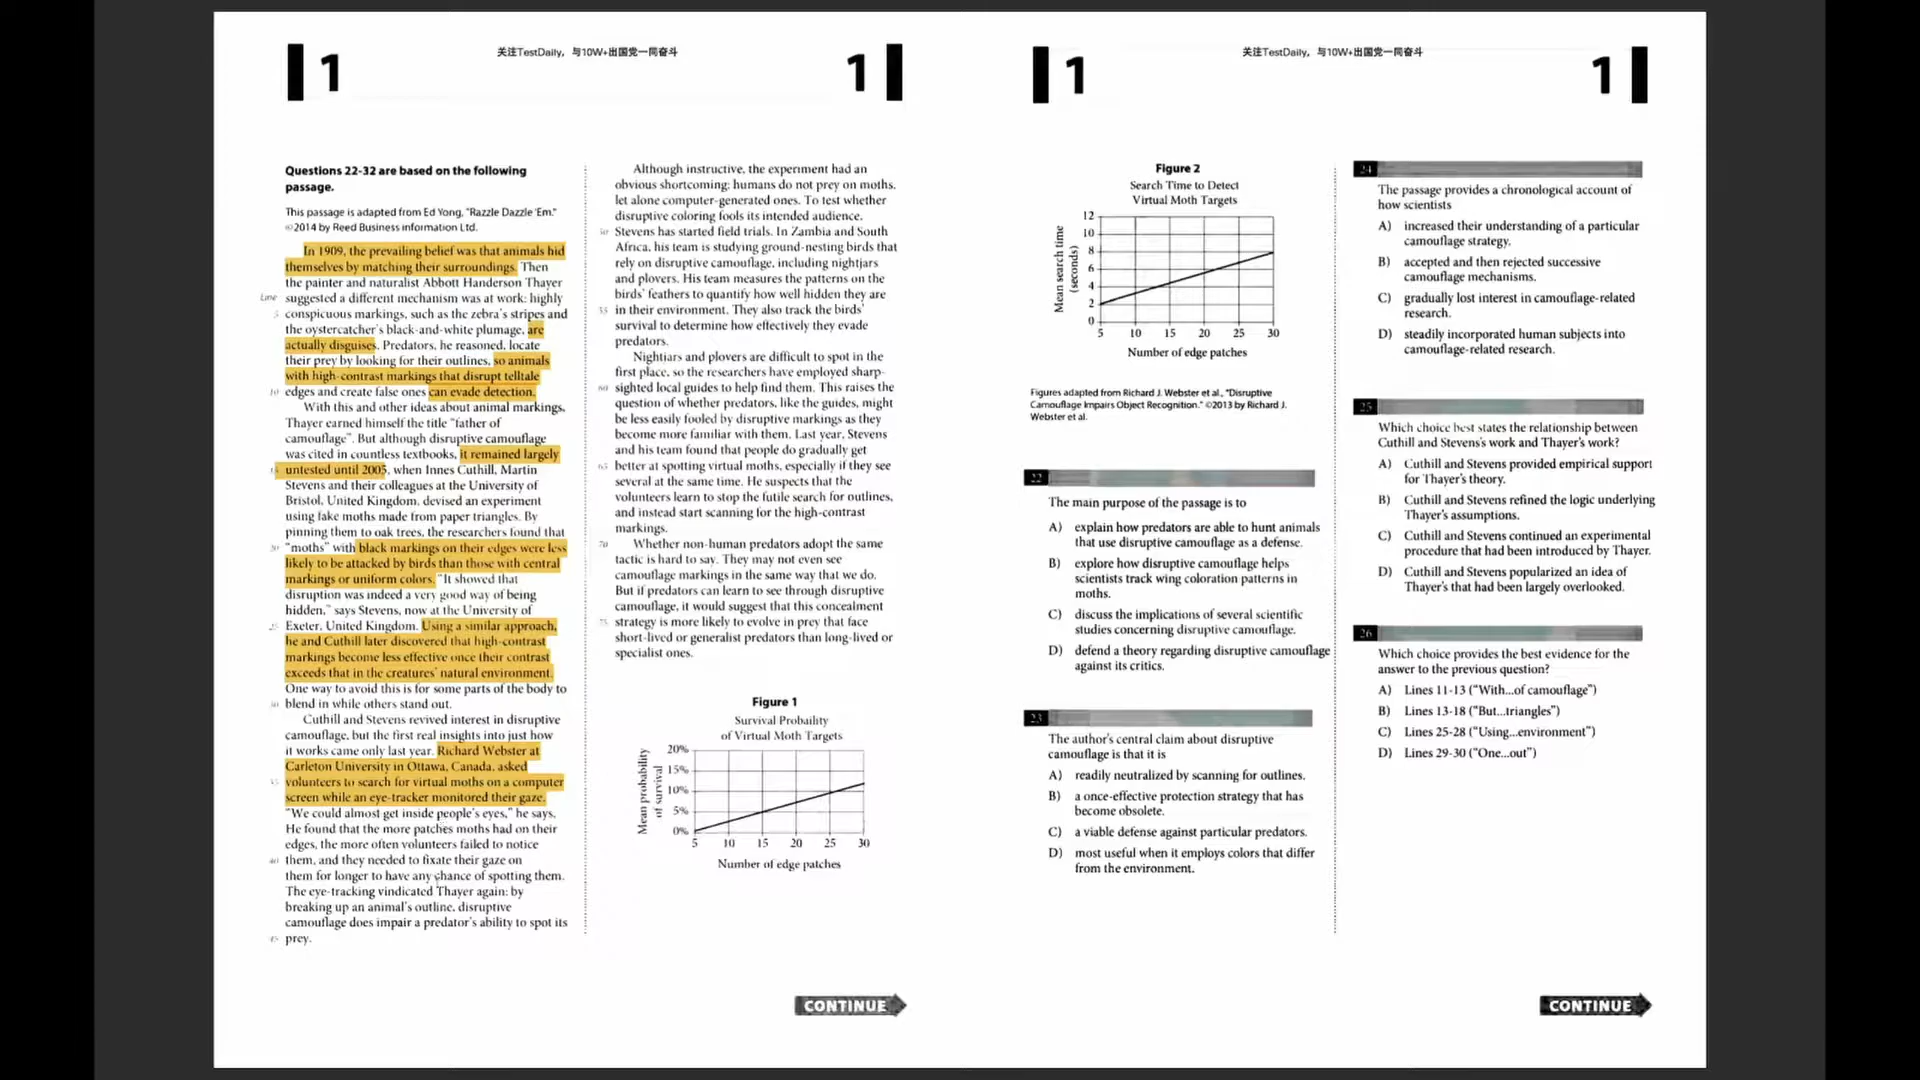 1
关注TestDaily，与10W+出国党一同奋斗
1
Questions 22-32 are based on the following
passage.
This passage is adapted from Ed Yong, "Razzle Dazzle 'Em."
©2014 by Reed Business information Ltd.
In 1909, the prevailing belief was that animals hid
themselves by matching their surroundings. Then
the painter and naturalist Abbott Handerson Thayer
Line suggested a different mechanism was at work: highly
5 conspicuous markings, such as the zebra's stripes and
the oystercatcher's black-and-white plumage, are
actually disguises. Predators, he reasoned, locate
their prey by looking for their outlines, so animals
with high-contrast markings that disrupt telltale
10 edges and create false ones can evade detection.
With this and other ideas about animal markings,
Thayer earned himself the title "father of
camouflage". But although disruptive camouflage
was cited in countless textbooks, it remained largely
15 untested until 2005, when Innes Cuthill, Martin
Stevens and their colleagues at the University of
Bristol, United Kingdom, devised an experiment
using fake moths made from paper triangles. By
pinning them to oak trees, the researchers found that
20 "moths" with black markings on their edges were less
likely to be attacked by birds than those with central
markings or uniform colors. "It showed that
disruption was indeed a very good way of being
hidden," says Stevens, now at the University of
25 Exeter, United Kingdom. Using a similar approach,
he and Cuthill later discovered that high-contrast
markings become less effective once their contrast
exceeds that in the creatures' natural environment.
One way to avoid this is for some parts of the body to
30 blend in while others stand out.
Cuthill and Stevens revived interest in disruptive
camouflage, but the first real insights into just how
it works came only last year. Richard Webster at
Carleton University in Ottawa, Canada, asked
35 volunteers to search for virtual moths on a computer
screen while an eye-tracker monitored their gaze.
"We could almost get inside people's eyes," he says.
He found that the more patches moths had on their
edges, the more often volunteers failed to notice
40 them, and they needed to fixate their gaze on
them for longer to have any chance of spotting them.
The eye-tracking vindicated Thayer again: by
breaking up an animal's outline, disruptive
camouflage does impair a predator's ability to spot its
45 prey.
Although instructive, the experiment had an
obvious shortcoming: humans do not prey on moths,
let alone computer-generated ones. To test whether
disruptive coloring fools its intended audience,
50 Stevens has started field trials. In Zambia and South
Africa, his team is studying ground-nesting birds that
rely on disruptive camouflage, including nightjars
and plovers. His team measures the patterns on the
birds' feathers to quantify how well hidden they are
55 in their environment. They also track the birds'
survival to determine how effectively they evade
predators.
Nightjars and plovers are difficult to spot in the
first place, so the researchers have employed sharp-
60 sighted local guides to help find them. This raises the
question of whether predators, like the guides, might
be less easily fooled by disruptive markings as they
become more familiar with them. Last year, Stevens
and his team found that people do gradually get
65 better at spotting virtual moths, especially if they see
several at the same time. He suspects that the
volunteers learn to stop the futile search for outlines,
and instead start scanning for the high-contrast
markings.
70 Whether non-human predators adopt the same
tactic is hard to say. They may not even see
camouflage markings in the same way that we do.
But if predators can learn to see through disruptive
camouflage, it would suggest that this concealment
75 strategy is more likely to evolve in prey that face
short-lived or generalist predators than long-lived or
specialist ones.
Figure 1
Survival Probaility
of Virtual Moth Targets
Mean probability
of survival
20%
15%
10%
5%
0%
5 10 15 20 25 30
Number of edge patches
CONTINUE
1
关注TestDaily，与10W+出国党一同奋斗
1
Figure 2
Search Time to Detect
Virtual Moth Targets
Mean search time
(seconds)
12
10
8
6
4
2
0
5 10 15 20 25 30
Number of edge patches
Figures adapted from Richard J. Webster et al., "Disruptive
Camouflage Impairs Object Recognition." ©2013 by Richard J.
Webster et al.
22
The main purpose of the passage is to
A) explain how predators are able to hunt animals
that use disruptive camouflage as a defense.
B) explore how disruptive camouflage helps
scientists track wing coloration patterns in
moths.
C) discuss the implications of several scientific
studies concerning disruptive camouflage.
D) defend a theory regarding disruptive camouflage
against its critics.
23
The author's central claim about disruptive
camouflage is that it is
A) readily neutralized by scanning for outlines.
B) a once-effective protection strategy that has
become obsolete.
C) a viable defense against particular predators.
D) most useful when it employs colors that differ
from the environment.
24
The passage provides a chronological account of
how scientists
A) increased their understanding of a particular
camouflage strategy.
B) accepted and then rejected successive
camouflage mechanisms.
C) gradually lost interest in camouflage-related
research.
D) steadily incorporated human subjects into
camouflage-related research.
25
Which choice best states the relationship between
Cuthill and Stevens's work and Thayer's work?
A) Cuthill and Stevens provided empirical support
for Thayer's theory.
B) Cuthill and Stevens refined the logic underlying
Thayer's assumptions.
C) Cuthill and Stevens continued an experimental
procedure that had been introduced by Thayer.
D) Cuthill and Stevens popularized an idea of
Thayer's that had been largely overlooked.
26
Which choice provides the best evidence for the
answer to the previous question?
A) Lines 11-13 ("With...of camouflage")
B) Lines 13-18 ("But...triangles")
C) Lines 25-28 ("Using...environment")
D) Lines 29-30 ("One...out")
CONTINUE